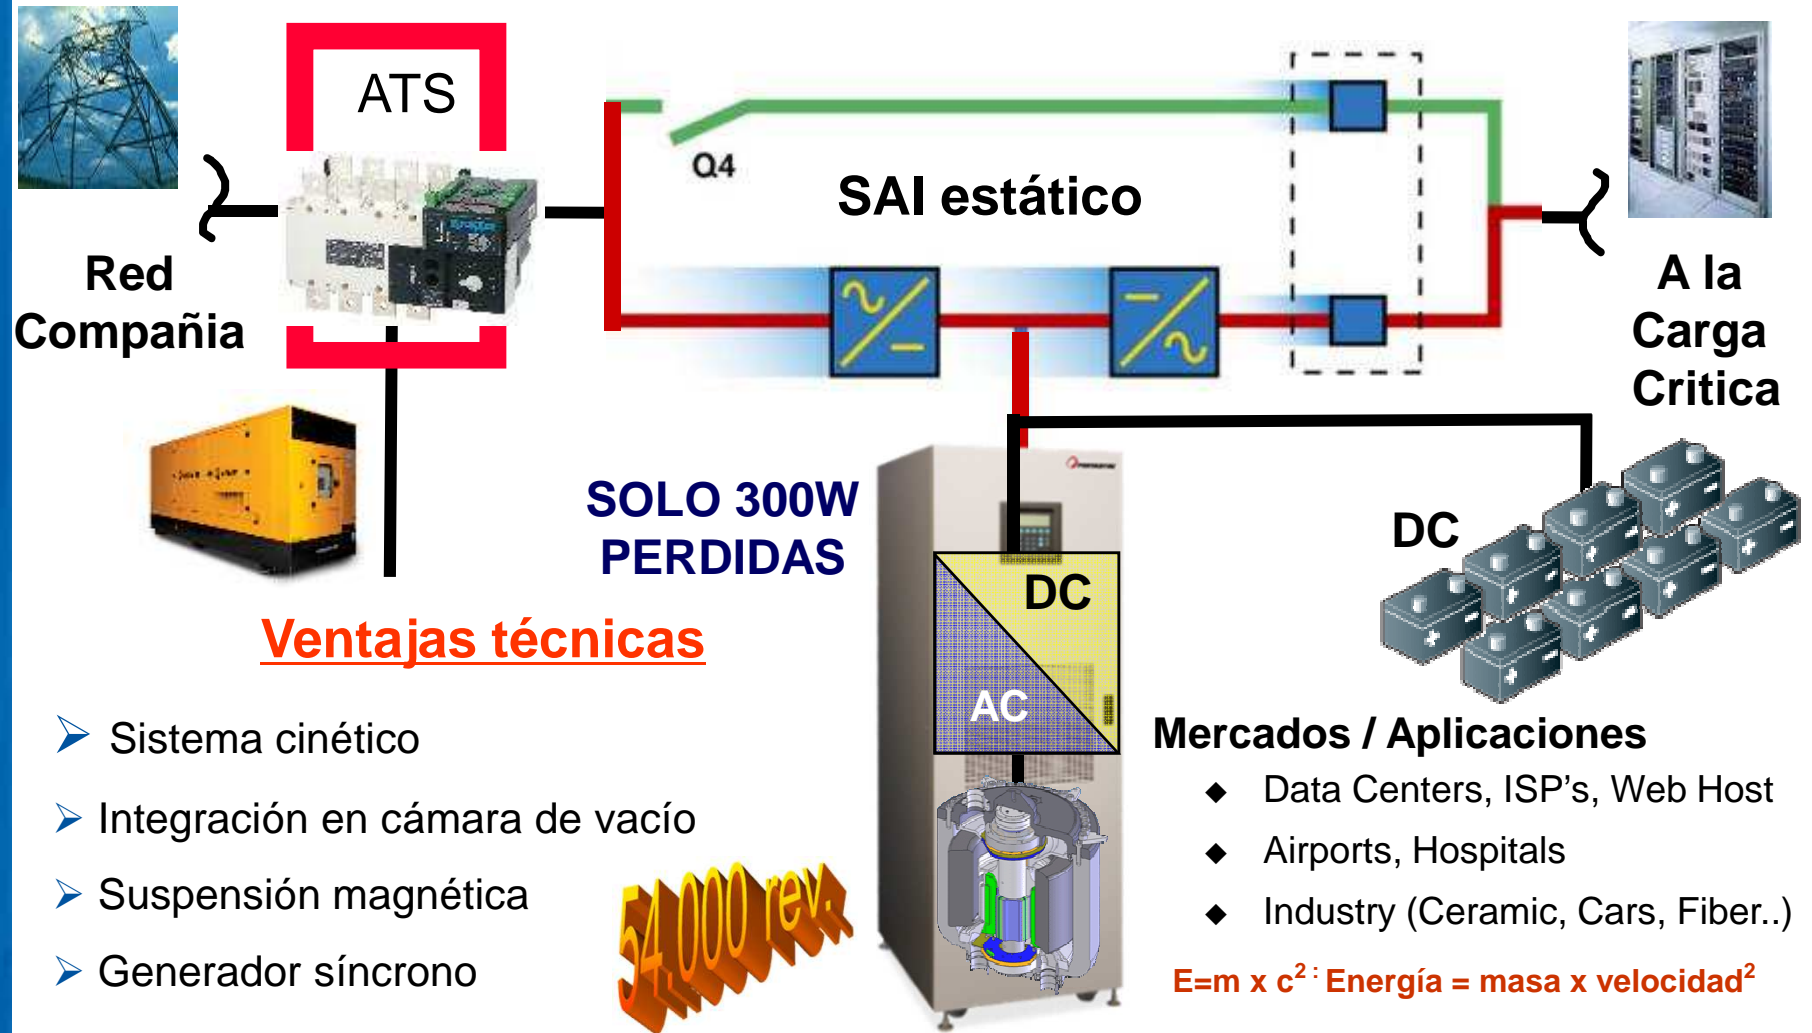 ATS
Q4
SAI estático
Red
Compañia
A la
Carga
Critica
SOLO 300W
PERDIDAS
DC
DC
AC
Ventajas técnicas
Sistema cinético
Integración en cámara de vacío
Suspensión magnética
Generador síncrono
54.000 rev.
Mercados / Aplicaciones
Data Centers, ISP's, Web Host
Airports, Hospitals
Industry (Ceramic, Cars, Fiber..)
E=m x c² : Energía = masa x velocidad²